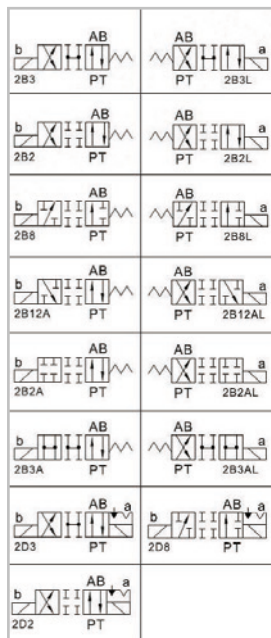 AB AB
b a
2B3 PT PT 2B3L
AB AB
b a
2B2 PT PT 2B2L
AB AB
b a
2B8 PT PT 2B8L
AB AB
b a
2B12A PT PT 2B12AL
AB AB
b a
2B2A PT PT 2B2AL
AB AB
b a
2B3A PT PT 2B3AL
b AB a b AB a
2D3 PT 2D8 PT
b AB a
2D2 PT